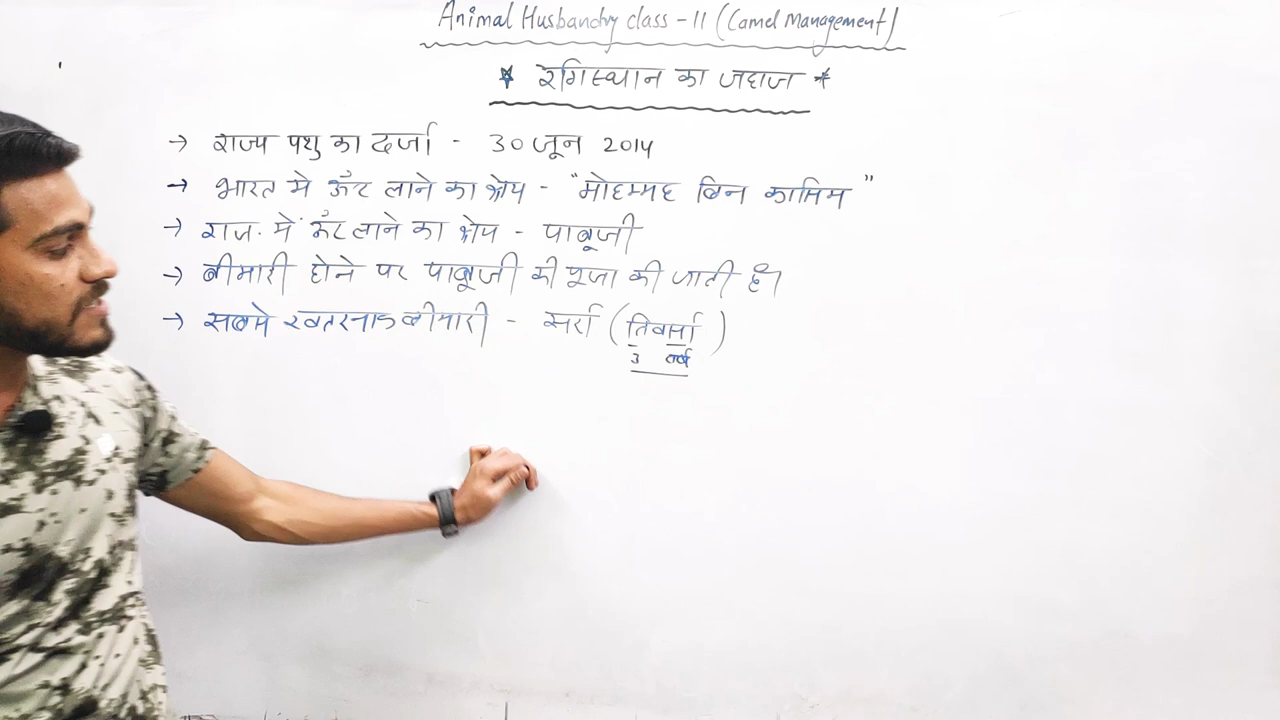 Animal Husbandry class - 11 (Camel Management)
* रेगिस्थान का जहाज *
→ राज्य पशु का दर्जा - 30 जून 2014
→ भारत मे ऊँट लाने का श्रेय - "मोहम्मद बिन कासिम"
→ राज. में ऊँट लाने का श्रेय - पाबूजी
→ बीमारी होने पर पाबूजी की पूजा की जाती है।
→ सबसे खतरनाक बीमारी - सर्रा (तिवर्सा)
3 वर्ष